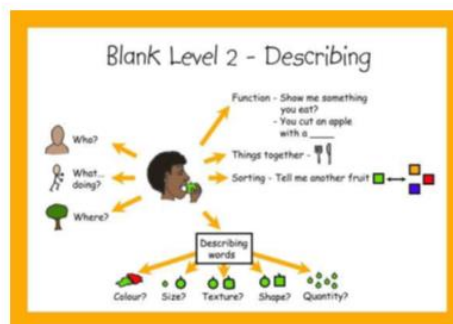 Blank Level 2 - Describing
Function - Show me something
you eat?
- You cut an apple
with a ____
Things together -
Sorting - Tell me another fruit
Who?
What...
doing?
Where?
Describing
words
Colour?
Size?
Texture?
Shape?
Quantity?